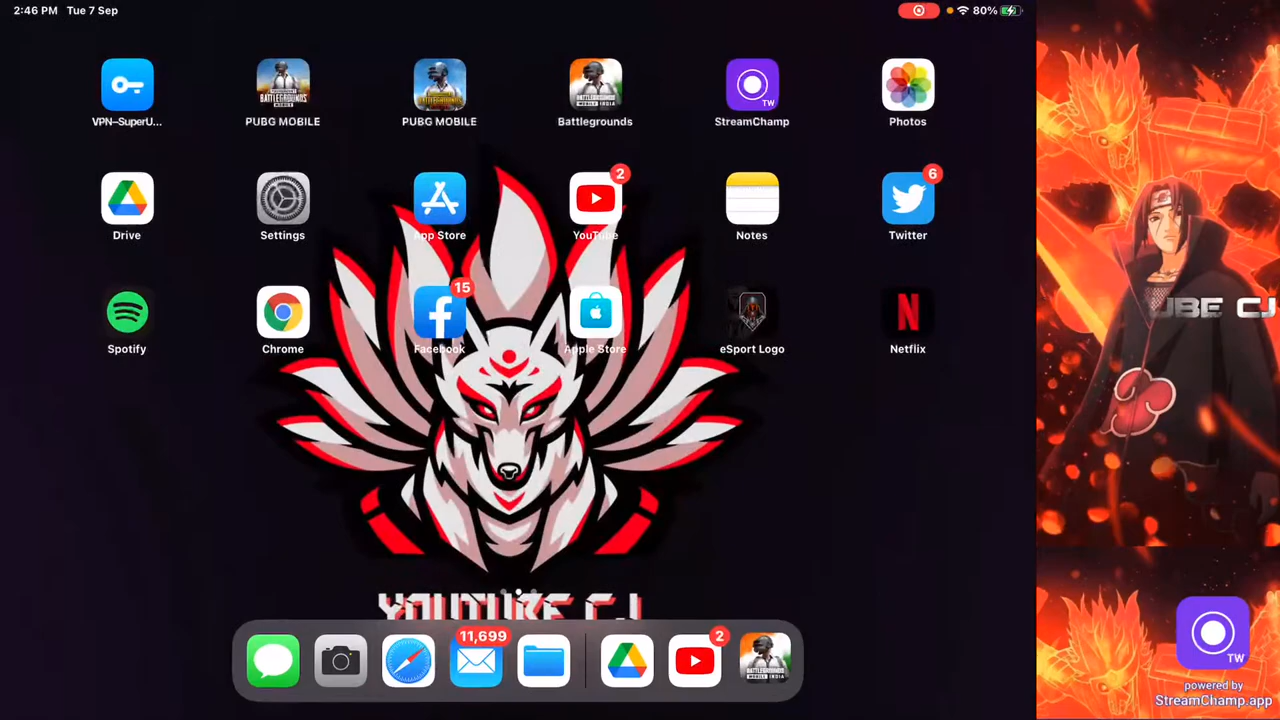 2:46 PM Tue 7 Sep
80%
VPN–SuperU...
PUBG MOBILE
PUBG MOBILE
Battlegrounds
StreamChamp
Photos
TW
Drive
Settings
App Store
YouTube
Notes
Twitter
2
6
Spotify
Chrome
Facebook
Apple Store
eSport Logo
Netflix
15
UBE CJ
YOUTUBE CJ
11,699
2
TW
powered by
StreamChamp.app